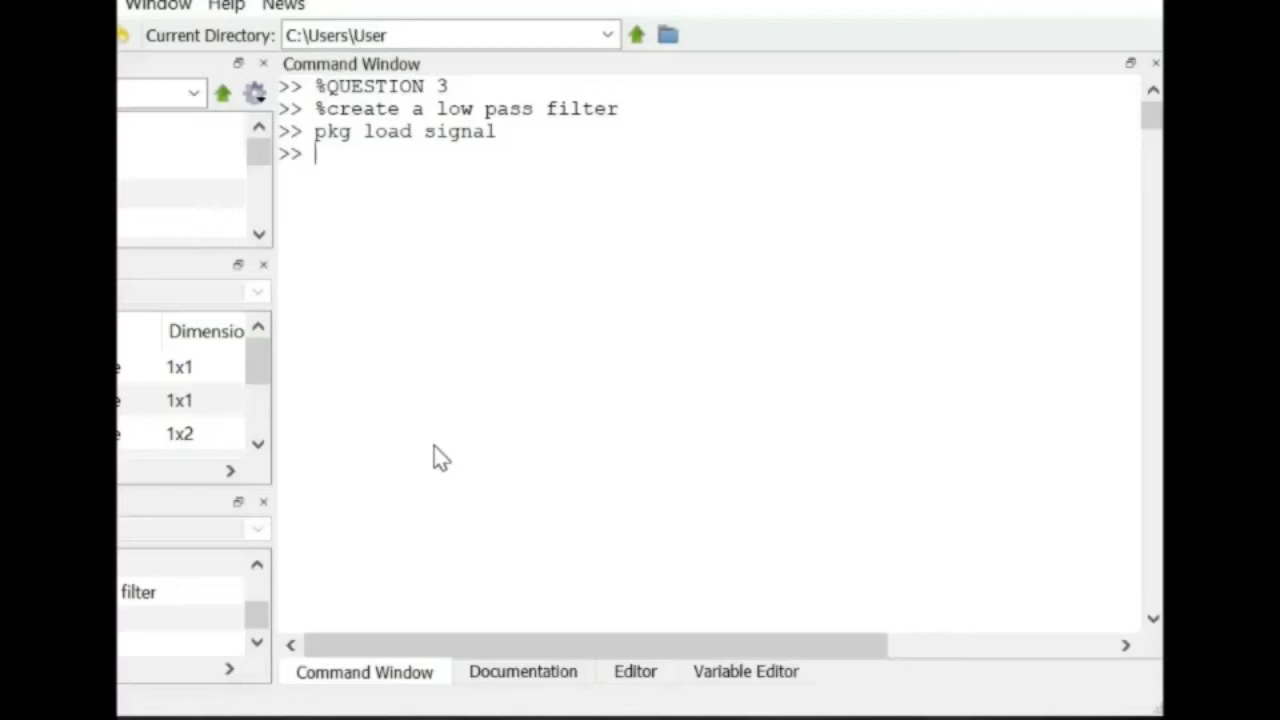 Window Help News
Current Directory: C:\Users\User
Command Window
>> %QUESTION 3
>> %create a low pass filter
>> pkg load signal
>>
Dimensio
e 1x1
e 1x1
e 1x2
filter
Command Window Documentation Editor Variable Editor